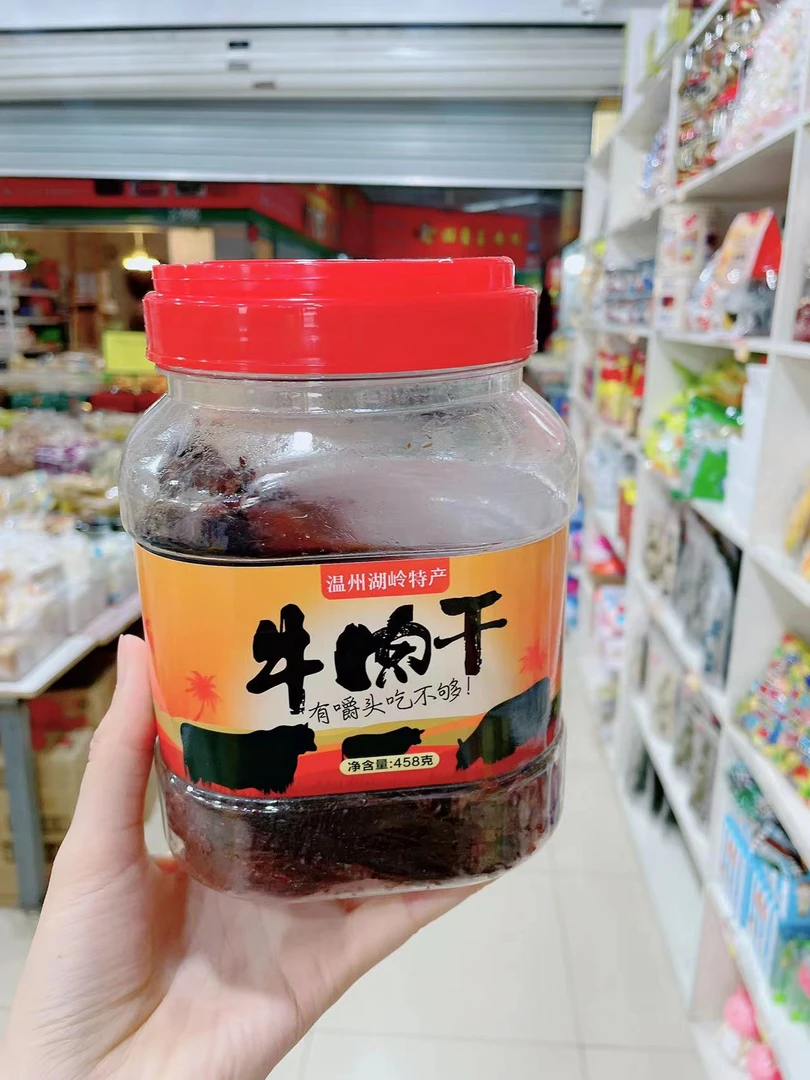 温州湖岭特产
牛肉干
有嚼头吃不够!
净含量:458克